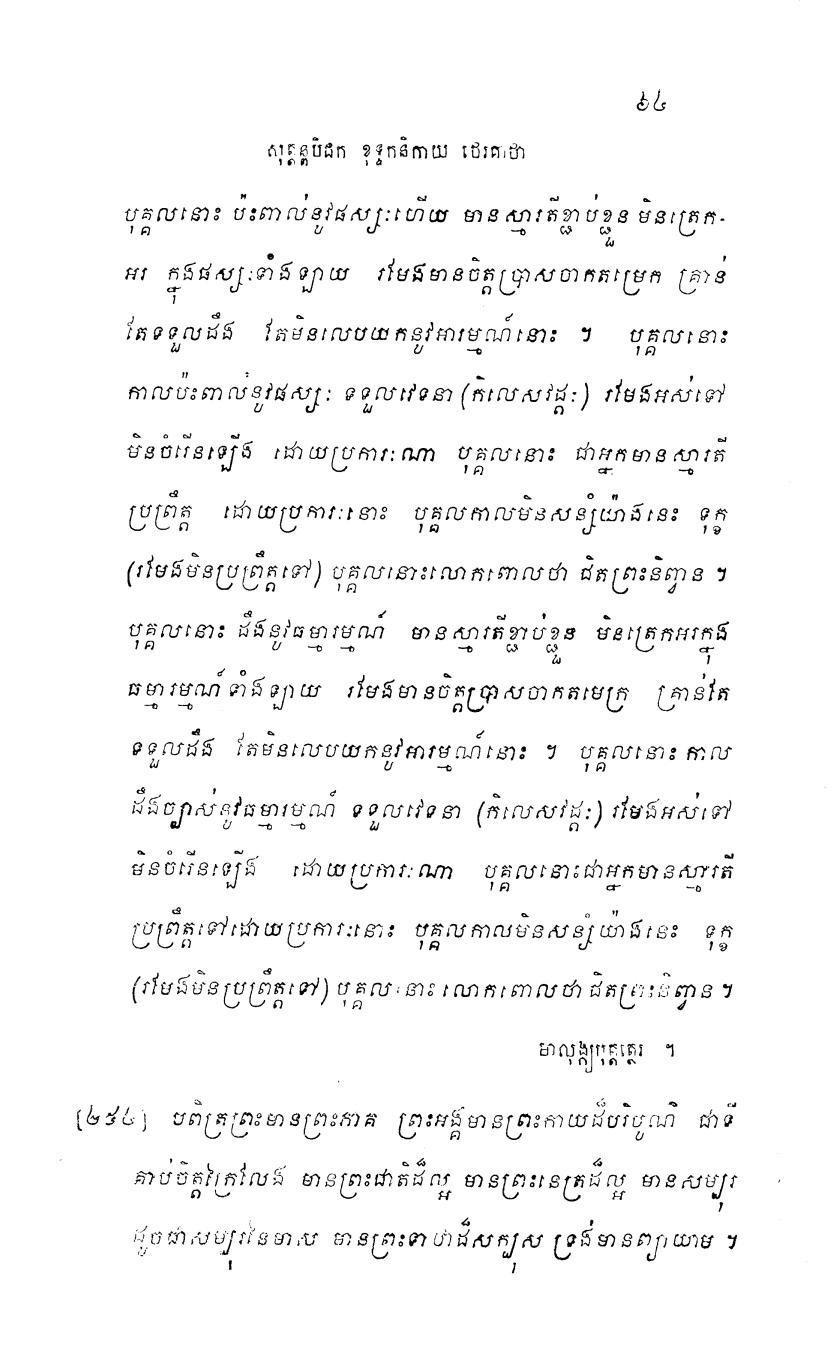 ៦៤
សុត្តន្តបិដក ខុទ្ទកនិកាយ ថេរគាថា
បុគ្គលនោះ ប៉ះពាល់នូវផស្សៈហើយ មានស្មារតីខ្ជាប់ខ្ជួន មិនត្រេក-
អរ ក្នុងផស្សៈទាំងឡាយ រមែងមានចិត្តប្រាសចាកតម្រេក គ្រាន់
តែទទួលដឹង តែមិនលេបយកនូវអារម្មណ៍នោះ ។ បុគ្គលនោះ
កាលប៉ះពាល់នូវផស្សៈ ទទួលវេទនា (កិលេសវដ្តៈ) រមែងអស់ទៅ
មិនចំរើនឡើង ដោយប្រការៈណា បុគ្គលនោះ ជាអ្នកមានស្មារតី
ប្រព្រឹត្ត ដោយប្រការៈនោះ បុគ្គលកាលមិនសន្សំយ៉ាងនេះ ទុក្ខ
(រមែងមិនប្រព្រឹត្តទៅ) បុគ្គលនោះលោកពោលថា ជិតព្រះនិព្វាន ។
បុគ្គលនោះ ដឹងនូវធម្មារម្មណ៍ មានស្មារតីខ្ជាប់ខ្ជួន មិនត្រេកអរក្នុង
ធម្មារម្មណ៍ទាំងឡាយ រមែងមានចិត្តប្រាសចាកតម្រេក គ្រាន់តែ
ទទួលដឹង តែមិនលេបយកនូវអារម្មណ៍នោះ ។ បុគ្គលនោះ កាល
ដឹងច្បាស់នូវធម្មារម្មណ៍ ទទួលវេទនា (កិលេសវដ្តៈ) រមែងអស់ទៅ
មិនចំរើនឡើង ដោយប្រការៈណា បុគ្គលនោះជាអ្នកមានស្មារតី
ប្រព្រឹត្តទៅដោយប្រការៈនោះ បុគ្គលកាលមិនសន្សំយ៉ាងនេះ ទុក្ខ
(រមែងមិនប្រព្រឹត្តទៅ) បុគ្គលនោះ លោកពោលថា ជិតព្រះនិព្វាន ។
មាលុង្ក្យបុត្តត្ថេរ ។
[២៥៤] បពិត្រព្រះមានព្រះភាគ ព្រះអង្គមានព្រះកាយដ៏បរិបូណ៌ ជាទី
គាប់ចិត្តក្រៃលែង មានព្រះជាតិដ៏ល្អ មានព្រះនេត្រដ៏ល្អ មានសម្បុរ
ដូចជាសម្បុរនៃមាស មានព្រះទាឋាដ៏សក្បុស ទ្រង់មានព្យាយាម ។